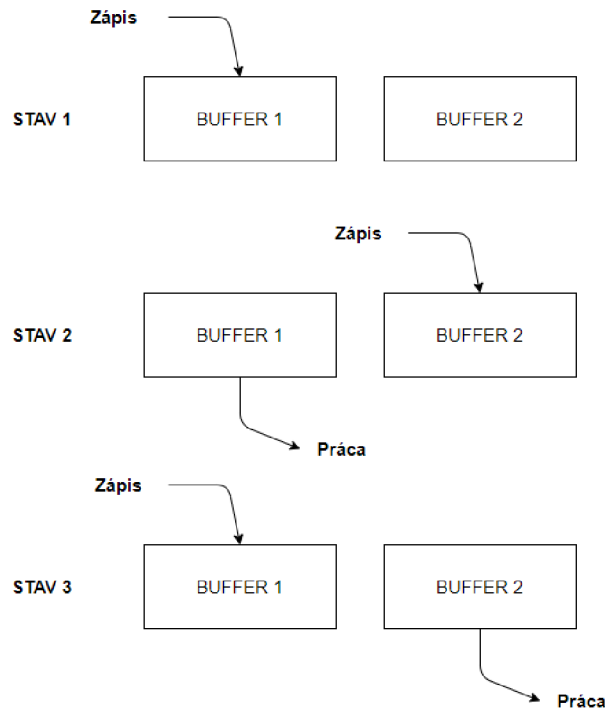 Zápis
STAV 1
BUFFER 1
BUFFER 2
Zápis
STAV 2
BUFFER 1
BUFFER 2
Práca
Zápis
STAV 3
BUFFER 1
BUFFER 2
Práca